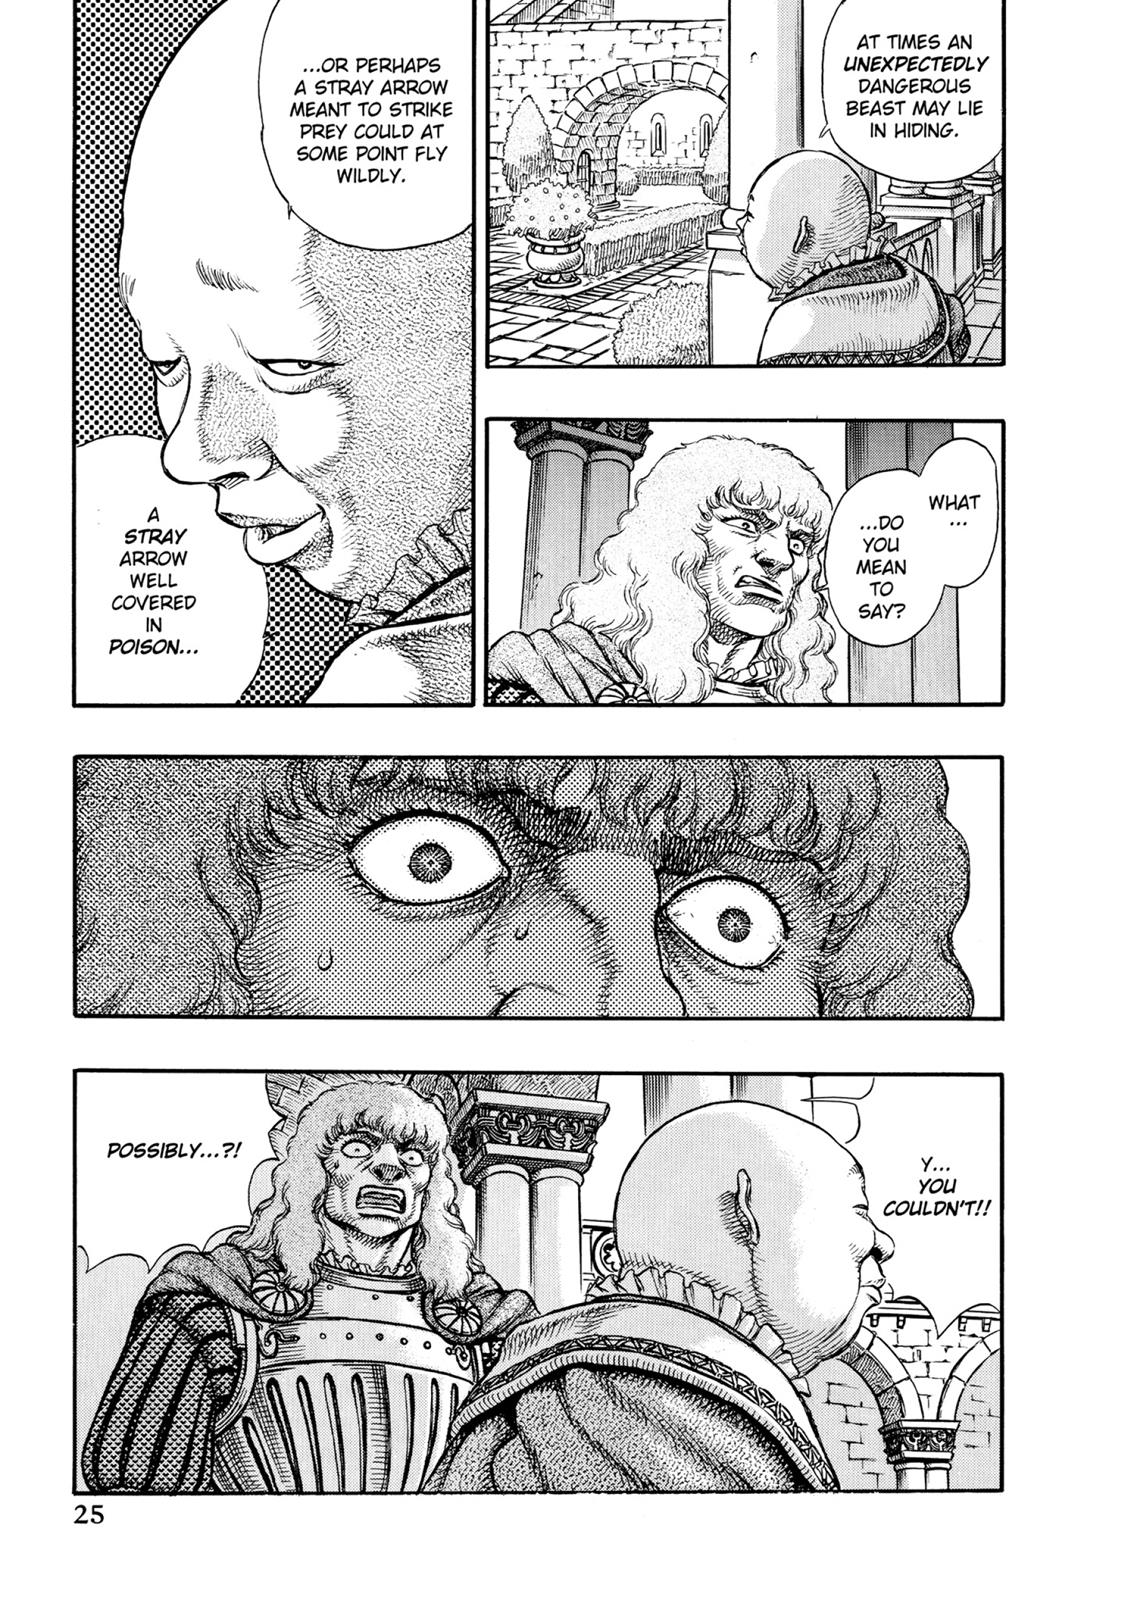 AT TIMES AN
UNEXPECTEDLY
DANGEROUS
BEAST MAY LIE
IN HIDING.
...OR PERHAPS
A STRAY ARROW
MEANT TO STRIKE
PREY COULD AT
SOME POINT FLY
WILDLY.
A
STRAY
ARROW
WELL
COVERED
IN
POISON...
WHAT
...
...DO
YOU
MEAN
TO
SAY?
POSSIBLY...?!
Y...
YOU
COULDN'T!!
25